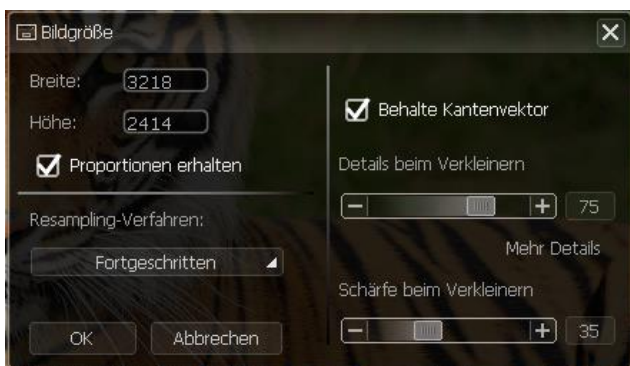 Bildgröße
Breite: 3218
Höhe: 2414
Proportionen erhalten
Resampling-Verfahren:
Fortgeschritten
OK Abbrechen
Behalte Kantenvektor
Details beim Verkleinern
75
Mehr Details
Schärfe beim Verkleinern
35